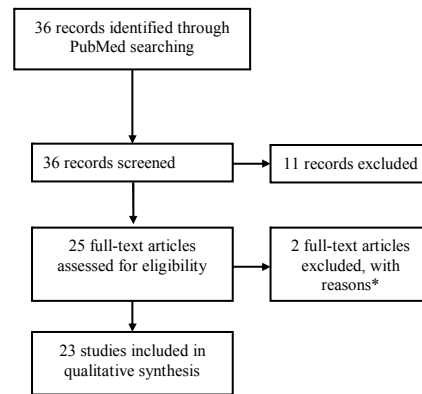 36 records identified through
PubMed searching
36 records screened
11 records excluded
25 full-text articles
assessed for eligibility
2 full-text articles
excluded, with
reasons*
23 studies included in
qualitative synthesis